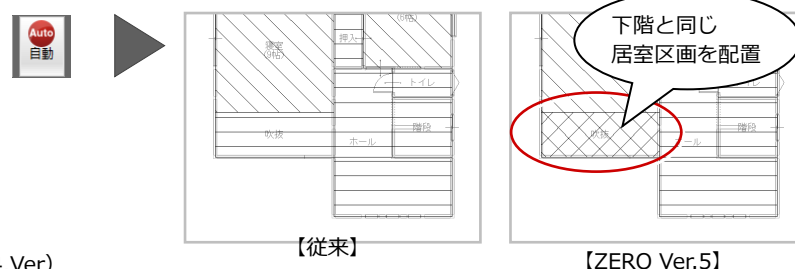 Auto
自動
(6帖)
寝室
(9帖)
押入
トイレ
吹抜
ホール
階段
【従来】
下階と同じ
居室区画を配置
吹抜
階段
ール
【ZERO Ver.5】
Ver）